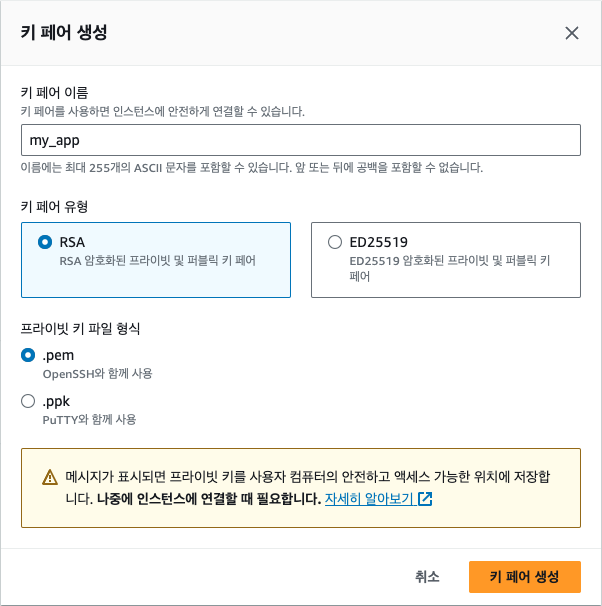 키 페어 생성
키 페어 이름
키 페어를 사용하면 인스턴스에 안전하게 연결할 수 있습니다.
my_app
이름에는 최대 255개의 ASCII 문자를 포함할 수 있습니다. 앞 또는 뒤에 공백을 포함할 수 없습니다.
키 페어 유형
RSA
RSA 암호화된 프라이빗 및 퍼블릭 키 페어
ED25519
ED25519 암호화된 프라이빗 및 퍼블릭 키
페어
프라이빗 키 파일 형식
.pem
OpenSSH와 함께 사용
.ppk
PuTTY와 함께 사용
메시지가 표시되면 프라이빗 키를 사용자 컴퓨터의 안전하고 액세스 가능한 위치에 저장합
니다. 나중에 인스턴스에 연결할 때 필요합니다. 자세히 알아보기
취소
키 페어 생성